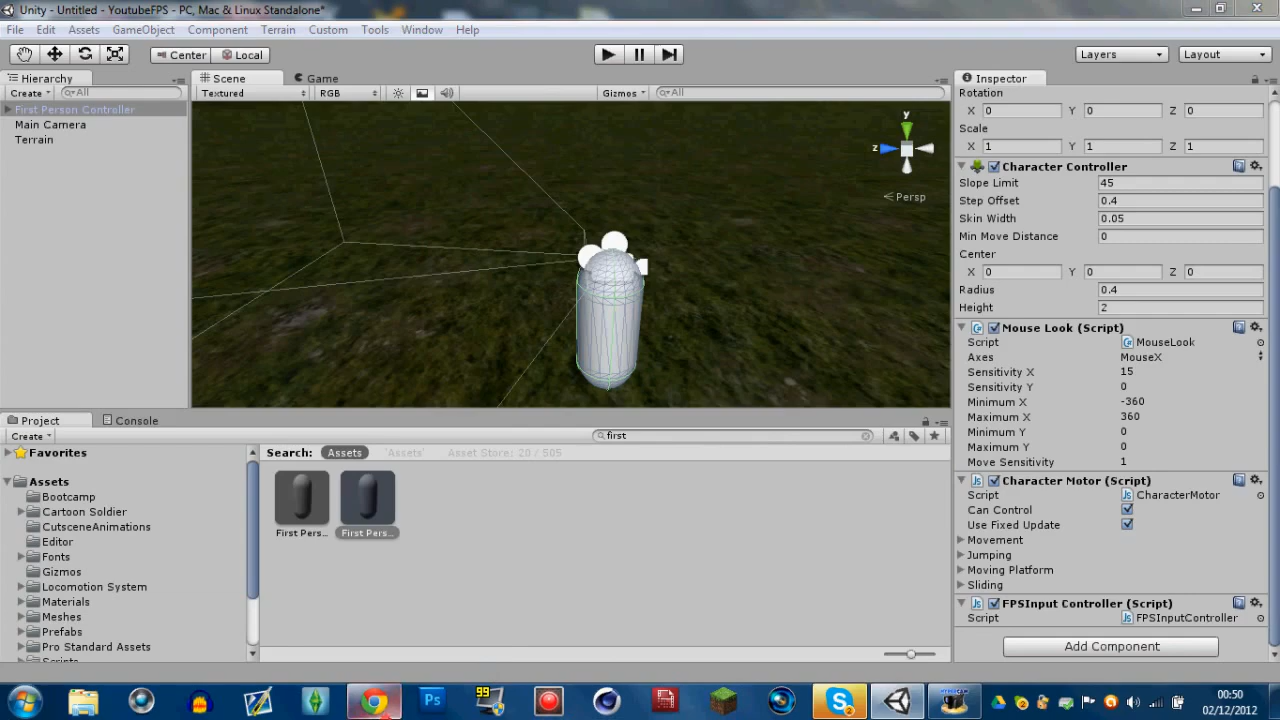 Unity - Untitled - YoutubeFPS - PC, Mac & Linux Standalone*
File Edit Assets GameObject Component Terrain Custom Tools Window Help
Center Local
Layers Layout
Hierarchy
Create All
First Person Controller
Main Camera
Terrain
Scene Game
Textured RGB Gizmos All
y
z
Persp
Inspector
Rotation
X 0 Y 0 Z 0
Scale
X 1 Y 1 Z 1
Character Controller
Slope Limit 45
Step Offset 0.4
Skin Width 0.05
Min Move Distance 0
Center
X 0 Y 0 Z 0
Radius 0.4
Height 2
Mouse Look (Script)
Script MouseLook
Axes MouseX
Sensitivity X 15
Sensitivity Y 0
Minimum X -360
Maximum X 360
Minimum Y 0
Maximum Y 0
Move Sensitivity 1
Character Motor (Script)
Script CharacterMotor
Can Control
Use Fixed Update
Movement
Jumping
Moving Platform
Sliding
FPSInput Controller (Script)
Script FPSInputController
Add Component
Project Console
Create first
Favorites
Assets
Bootcamp
Cartoon Soldier
CutsceneAnimations
Editor
Fonts
Gizmos
Locomotion System
Materials
Meshes
Prefabs
Pro Standard Assets
Scripts
Search: Assets 'Assets' Asset Store: 20 / 505
First Pers... First Pers...
Ps
99
2
00:50
02/12/2012